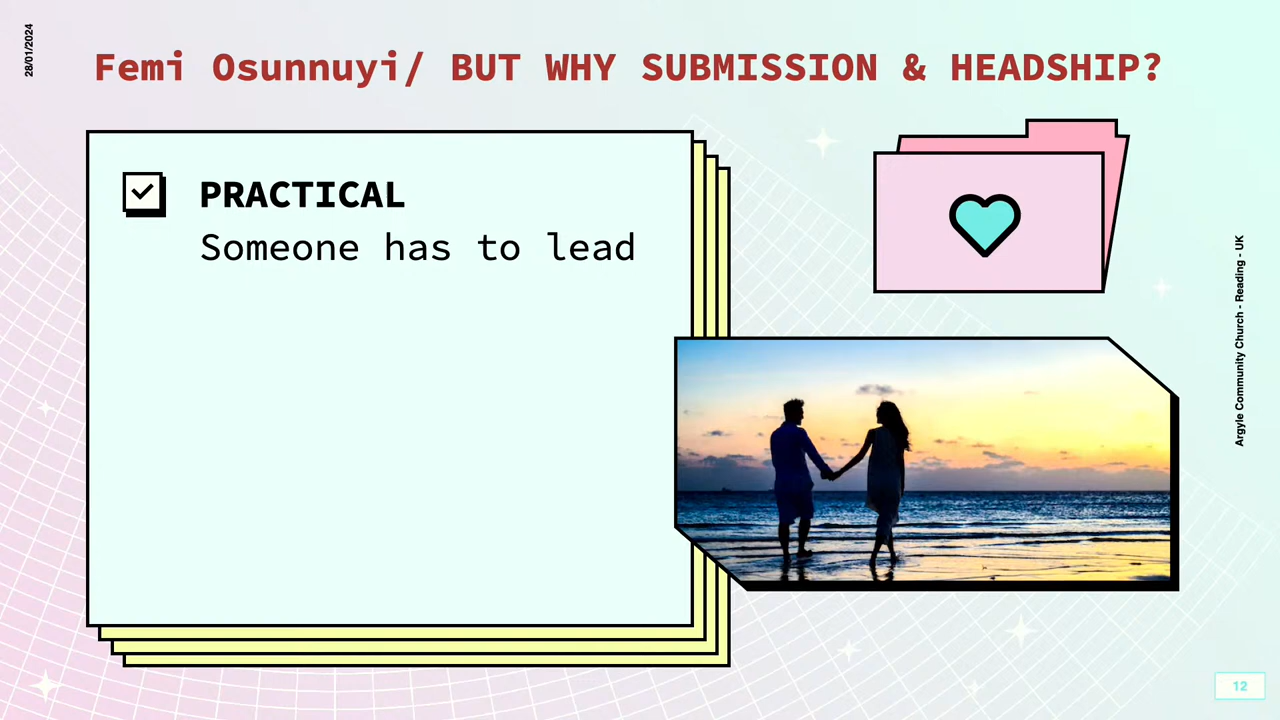 28/01/2024
Femi Osunnuyi/ BUT WHY SUBMISSION & HEADSHIP?
PRACTICAL
Someone has to lead
Argyle Community Church - Reading - UK
12